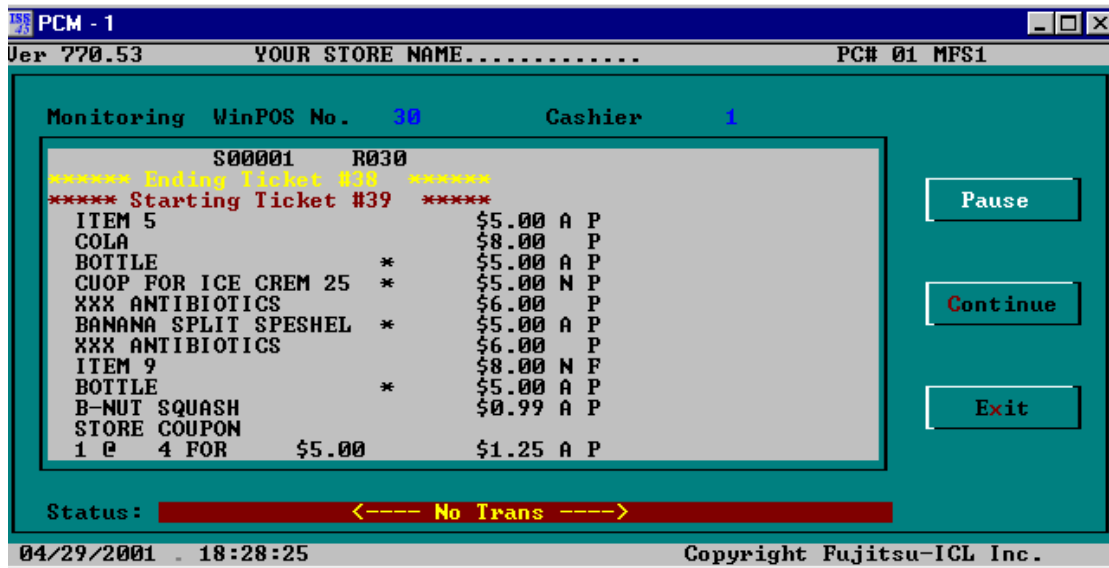 ISS 45 PCM - 1
Ver 770.53 YOUR STORE NAME............. PC# 01 MFS1
Monitoring WinPOS No. 30 Cashier 1
S00001 R030
****** Ending Ticket #38 ******
***** Starting Ticket #39 *****
ITEM 5 $5.00 A P
COLA $8.00 P
BOTTLE * $5.00 A P
CUOP FOR ICE CREM 25 * $5.00 N P
XXX ANTIBIOTICS $6.00 P
BANANA SPLIT SPESHEL * $5.00 A P
XXX ANTIBIOTICS $6.00 P
ITEM 9 $8.00 N F
BOTTLE * $5.00 A P
B-NUT SQUASH $0.99 A P
STORE COUPON
1 @ 4 FOR $5.00 $1.25 A P
Pause
Continue
Exit
Status: <---- No Trans ---->
04/29/2001 . 18:28:25 Copyright Fujitsu-ICL Inc.